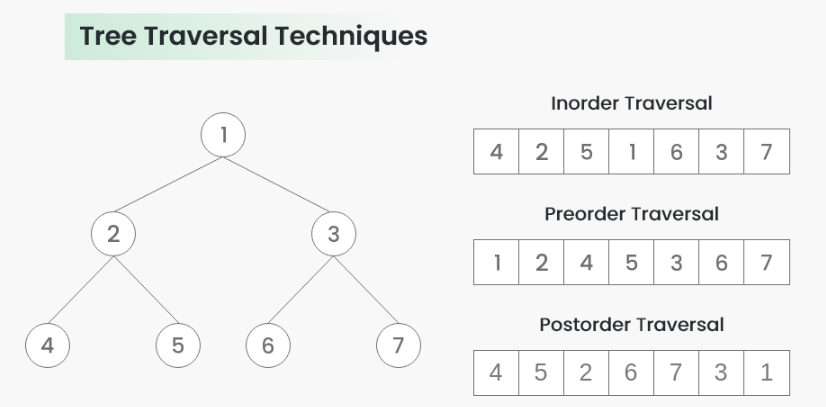 Tree Traversal Techniques
1
2 3
4 5 6 7
Inorder Traversal
4 2 5 1 6 3 7
Preorder Traversal
1 2 4 5 3 6 7
Postorder Traversal
4 5 2 6 7 3 1